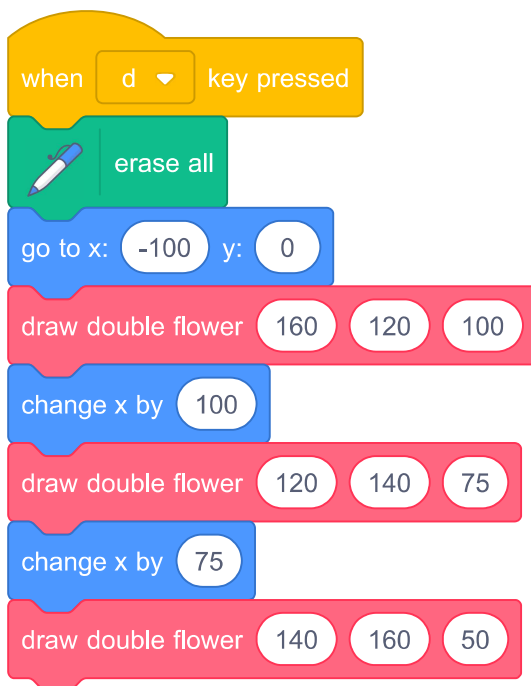 when d key pressed
erase all
go to x: -100 y: 0
draw double flower 160 120 100
change x by 100
draw double flower 120 140 75
change x by 75
draw double flower 140 160 50